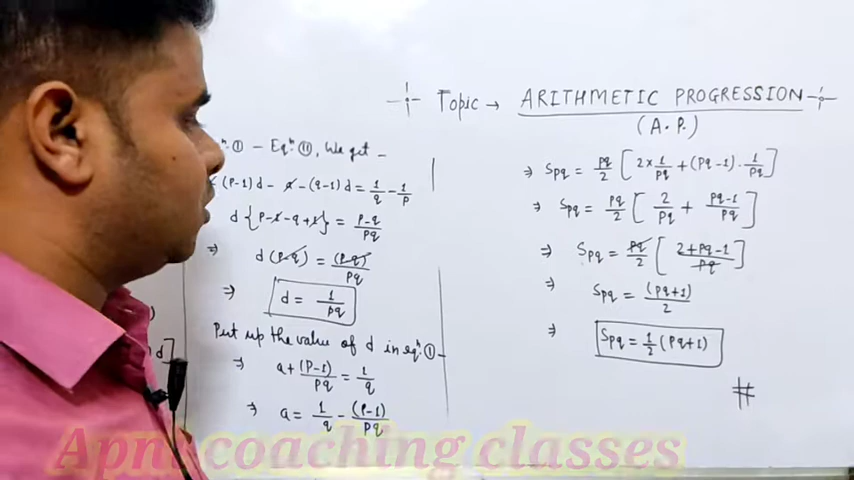 Topic → ARITHMETIC PROGRESSION
(A.P.)
① - Eqⁿ. ⑪, We get -
(P-1)d - a - (q-1)d = 1/q - 1/p
d {P-1-q+1} = P-q/Pq
⇒ d(P-q) = (P-q)/Pq
⇒ d = 1/Pq
Put up the value of d in eqⁿ. ①-
⇒ a + (P-1)/Pq = 1/q
⇒ a = 1/q - (P-1)/Pq
⇒ Spq = Pq/2 [2×1/Pq + (Pq-1)·1/Pq]
⇒ Spq = Pq/2 [2/Pq + Pq-1/Pq]
⇒ Spq = Pq/2 [2+Pq-1/Pq]
⇒ Spq = (Pq+1)/2
⇒ Spq = 1/2 (Pq+1)
#
d]
Apni coaching classes